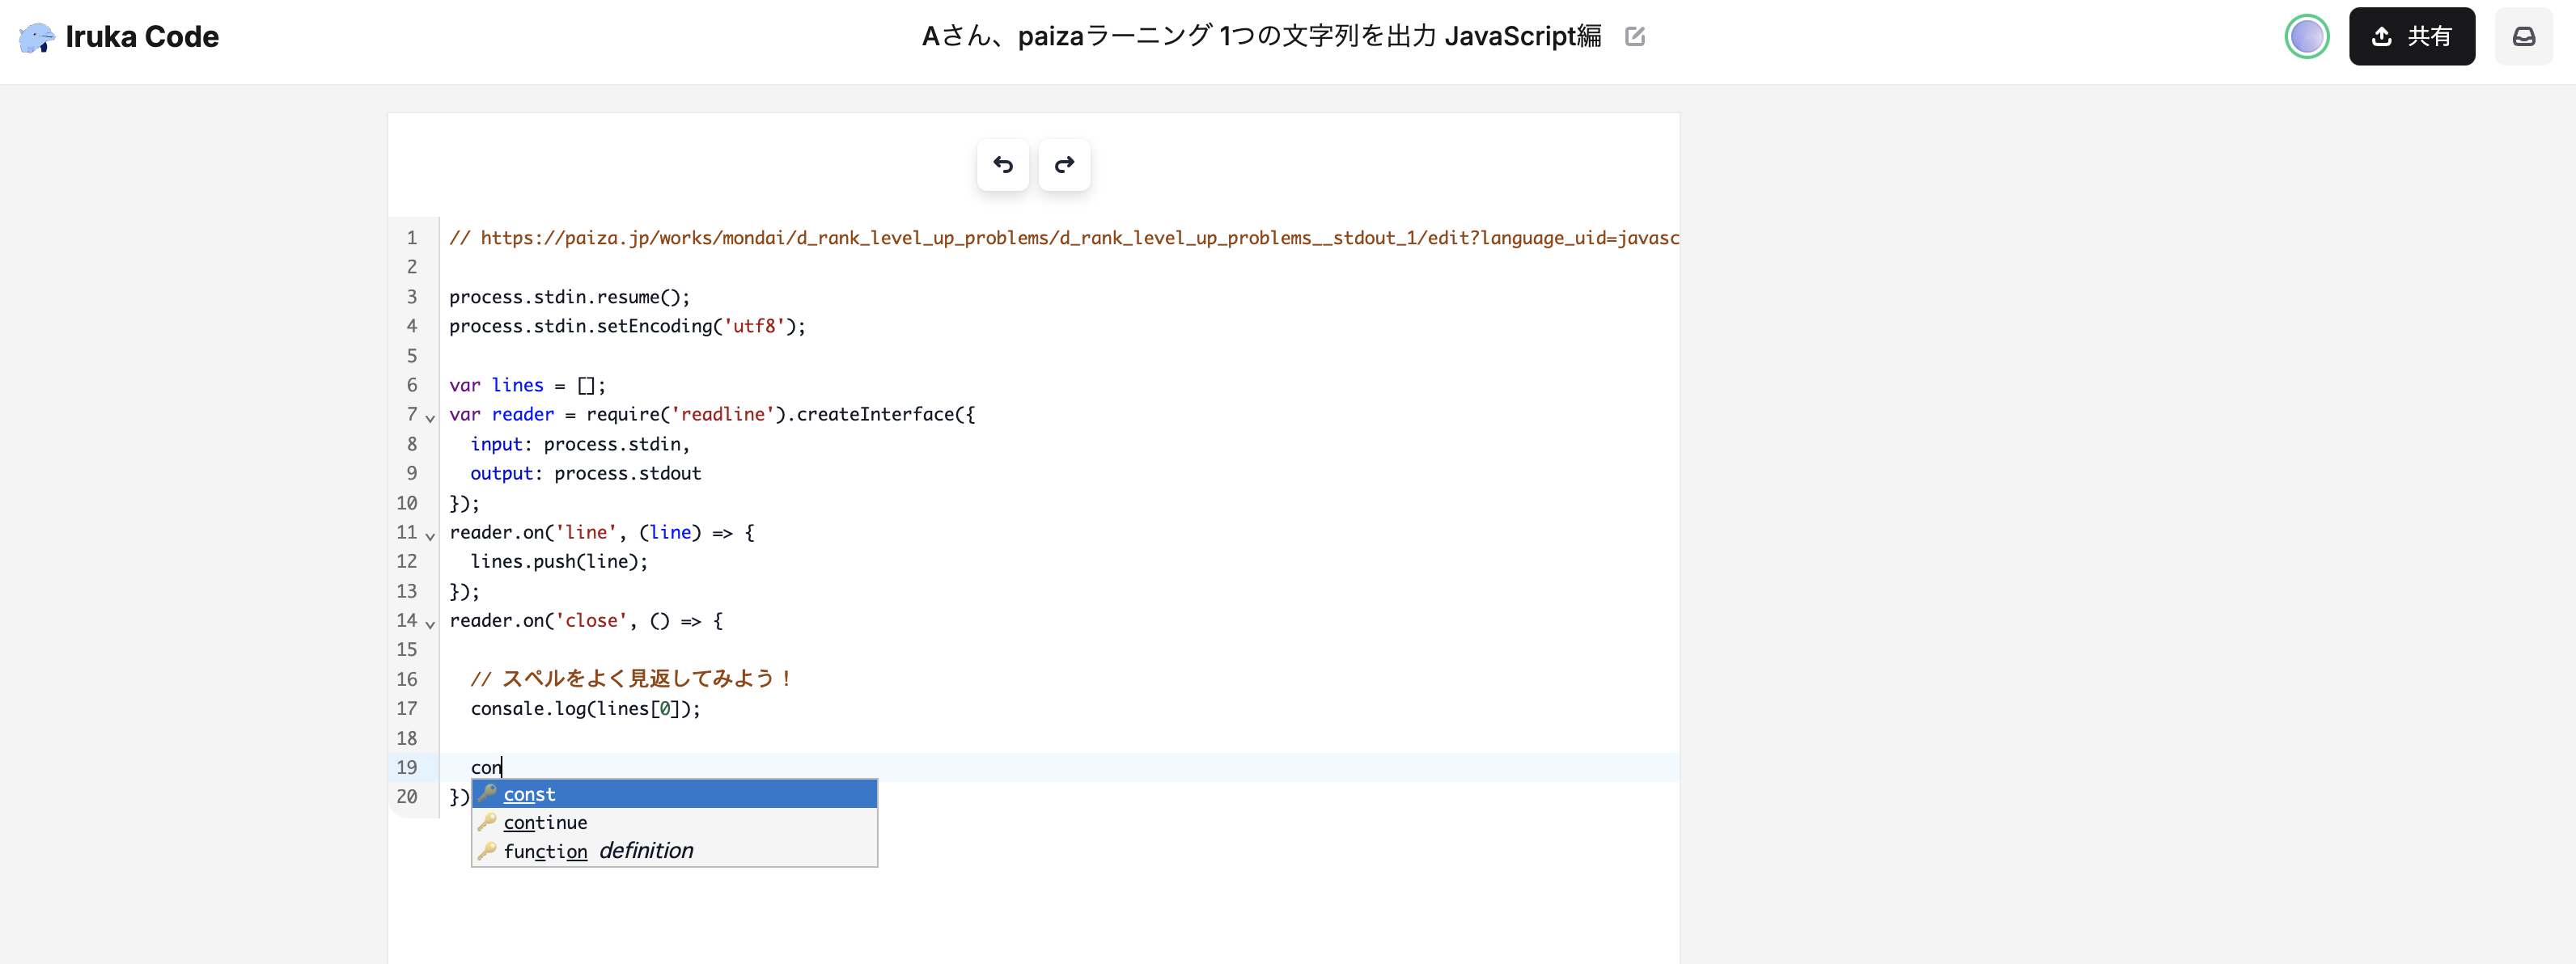 Iruka Code
Aさん、paizaラーニング 1つの文字列を出力 JavaScript編
共有
1 // https://paiza.jp/works/mondai/d_rank_level_up_problems/d_rank_level_up_problems__stdout_1/edit?language_uid=javasc
2
3 process.stdin.resume();
4 process.stdin.setEncoding('utf8');
5
6 var lines = [];
7 var reader = require('readline').createInterface({
8 input: process.stdin,
9 output: process.stdout
10 });
11 reader.on('line', (line) => {
12 lines.push(line);
13 });
14 reader.on('close', () => {
15
16 // スペルをよく見返してみよう！
17 consale.log(lines[0]);
18
19 con
20 })
const
continue
function definition